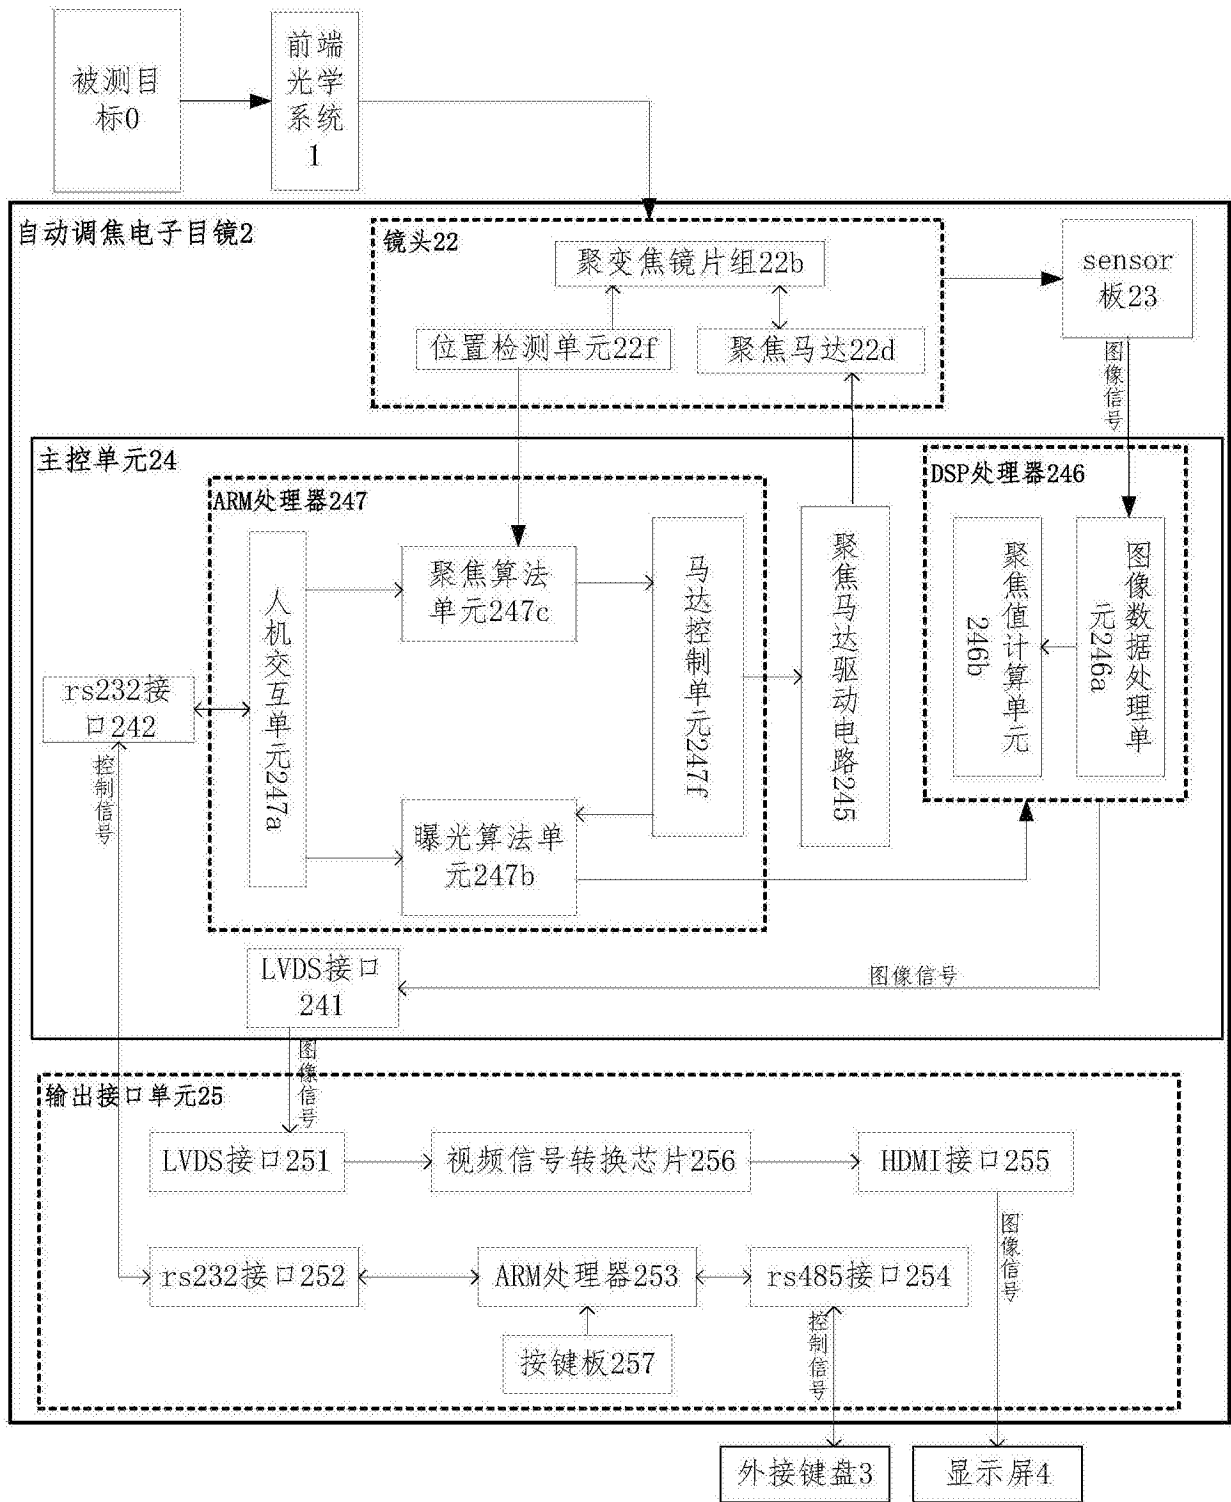 被测目
标0
前端
光学
系统
1
自动调焦电子目镜2
镜头22
聚变焦镜片组22b
位置检测单元22f
聚焦马达22d
sensor
板23
图像信号
主控单元24
ARM处理器247
人机交互单元247a
聚焦算法
单元247c
马达控制单元247f
曝光算法单
元247b
聚焦马达驱动电路245
DSP处理器246
聚焦值计算单元
246b
图像数据处理单
元246a
rs232接
口242
控制信号
LVDS接口
241
图像信号
图像信号
输出接口单元25
LVDS接口251
视频信号转换芯片256
HDMI接口255
图像信号
rs232接口252
ARM处理器253
rs485接口254
按键板257
控制信号
外接键盘3
显示屏4